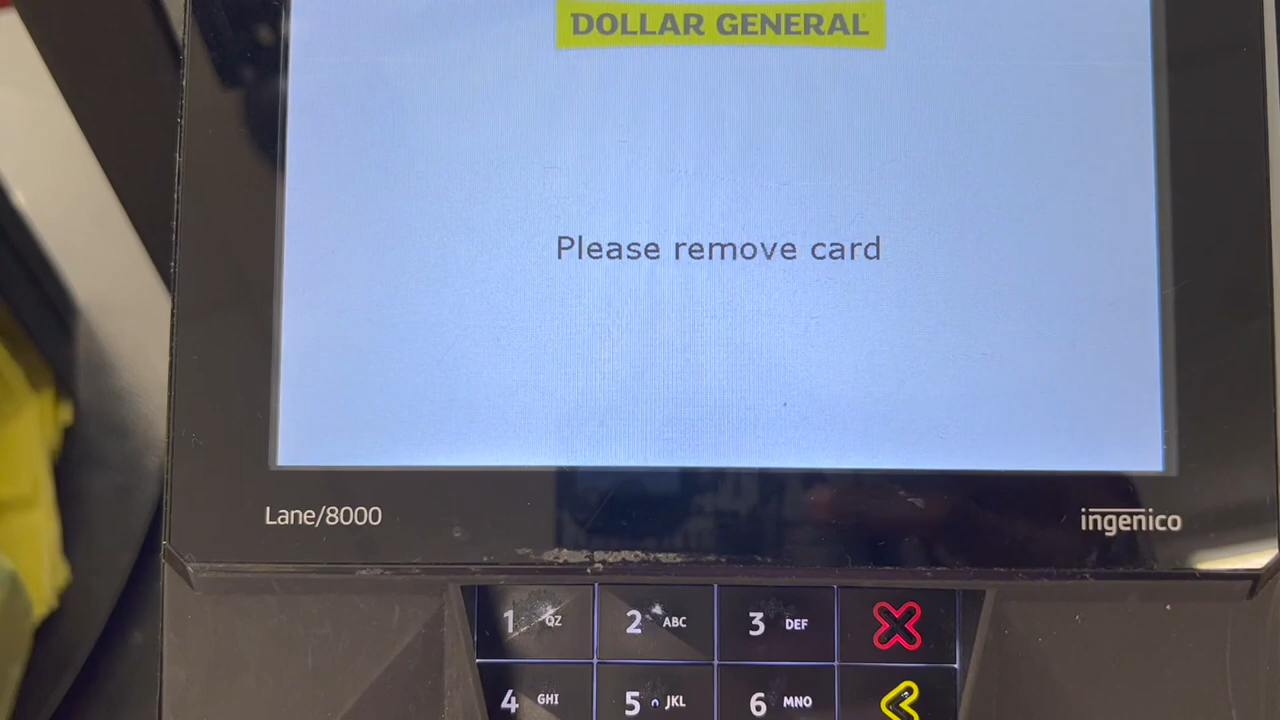 DOLLAR GENERAL
Please remove card
Lane/8000
ingenico
1 QZ
2 ABC
3 DEF
4 GHI
5 JKL
6 MNO